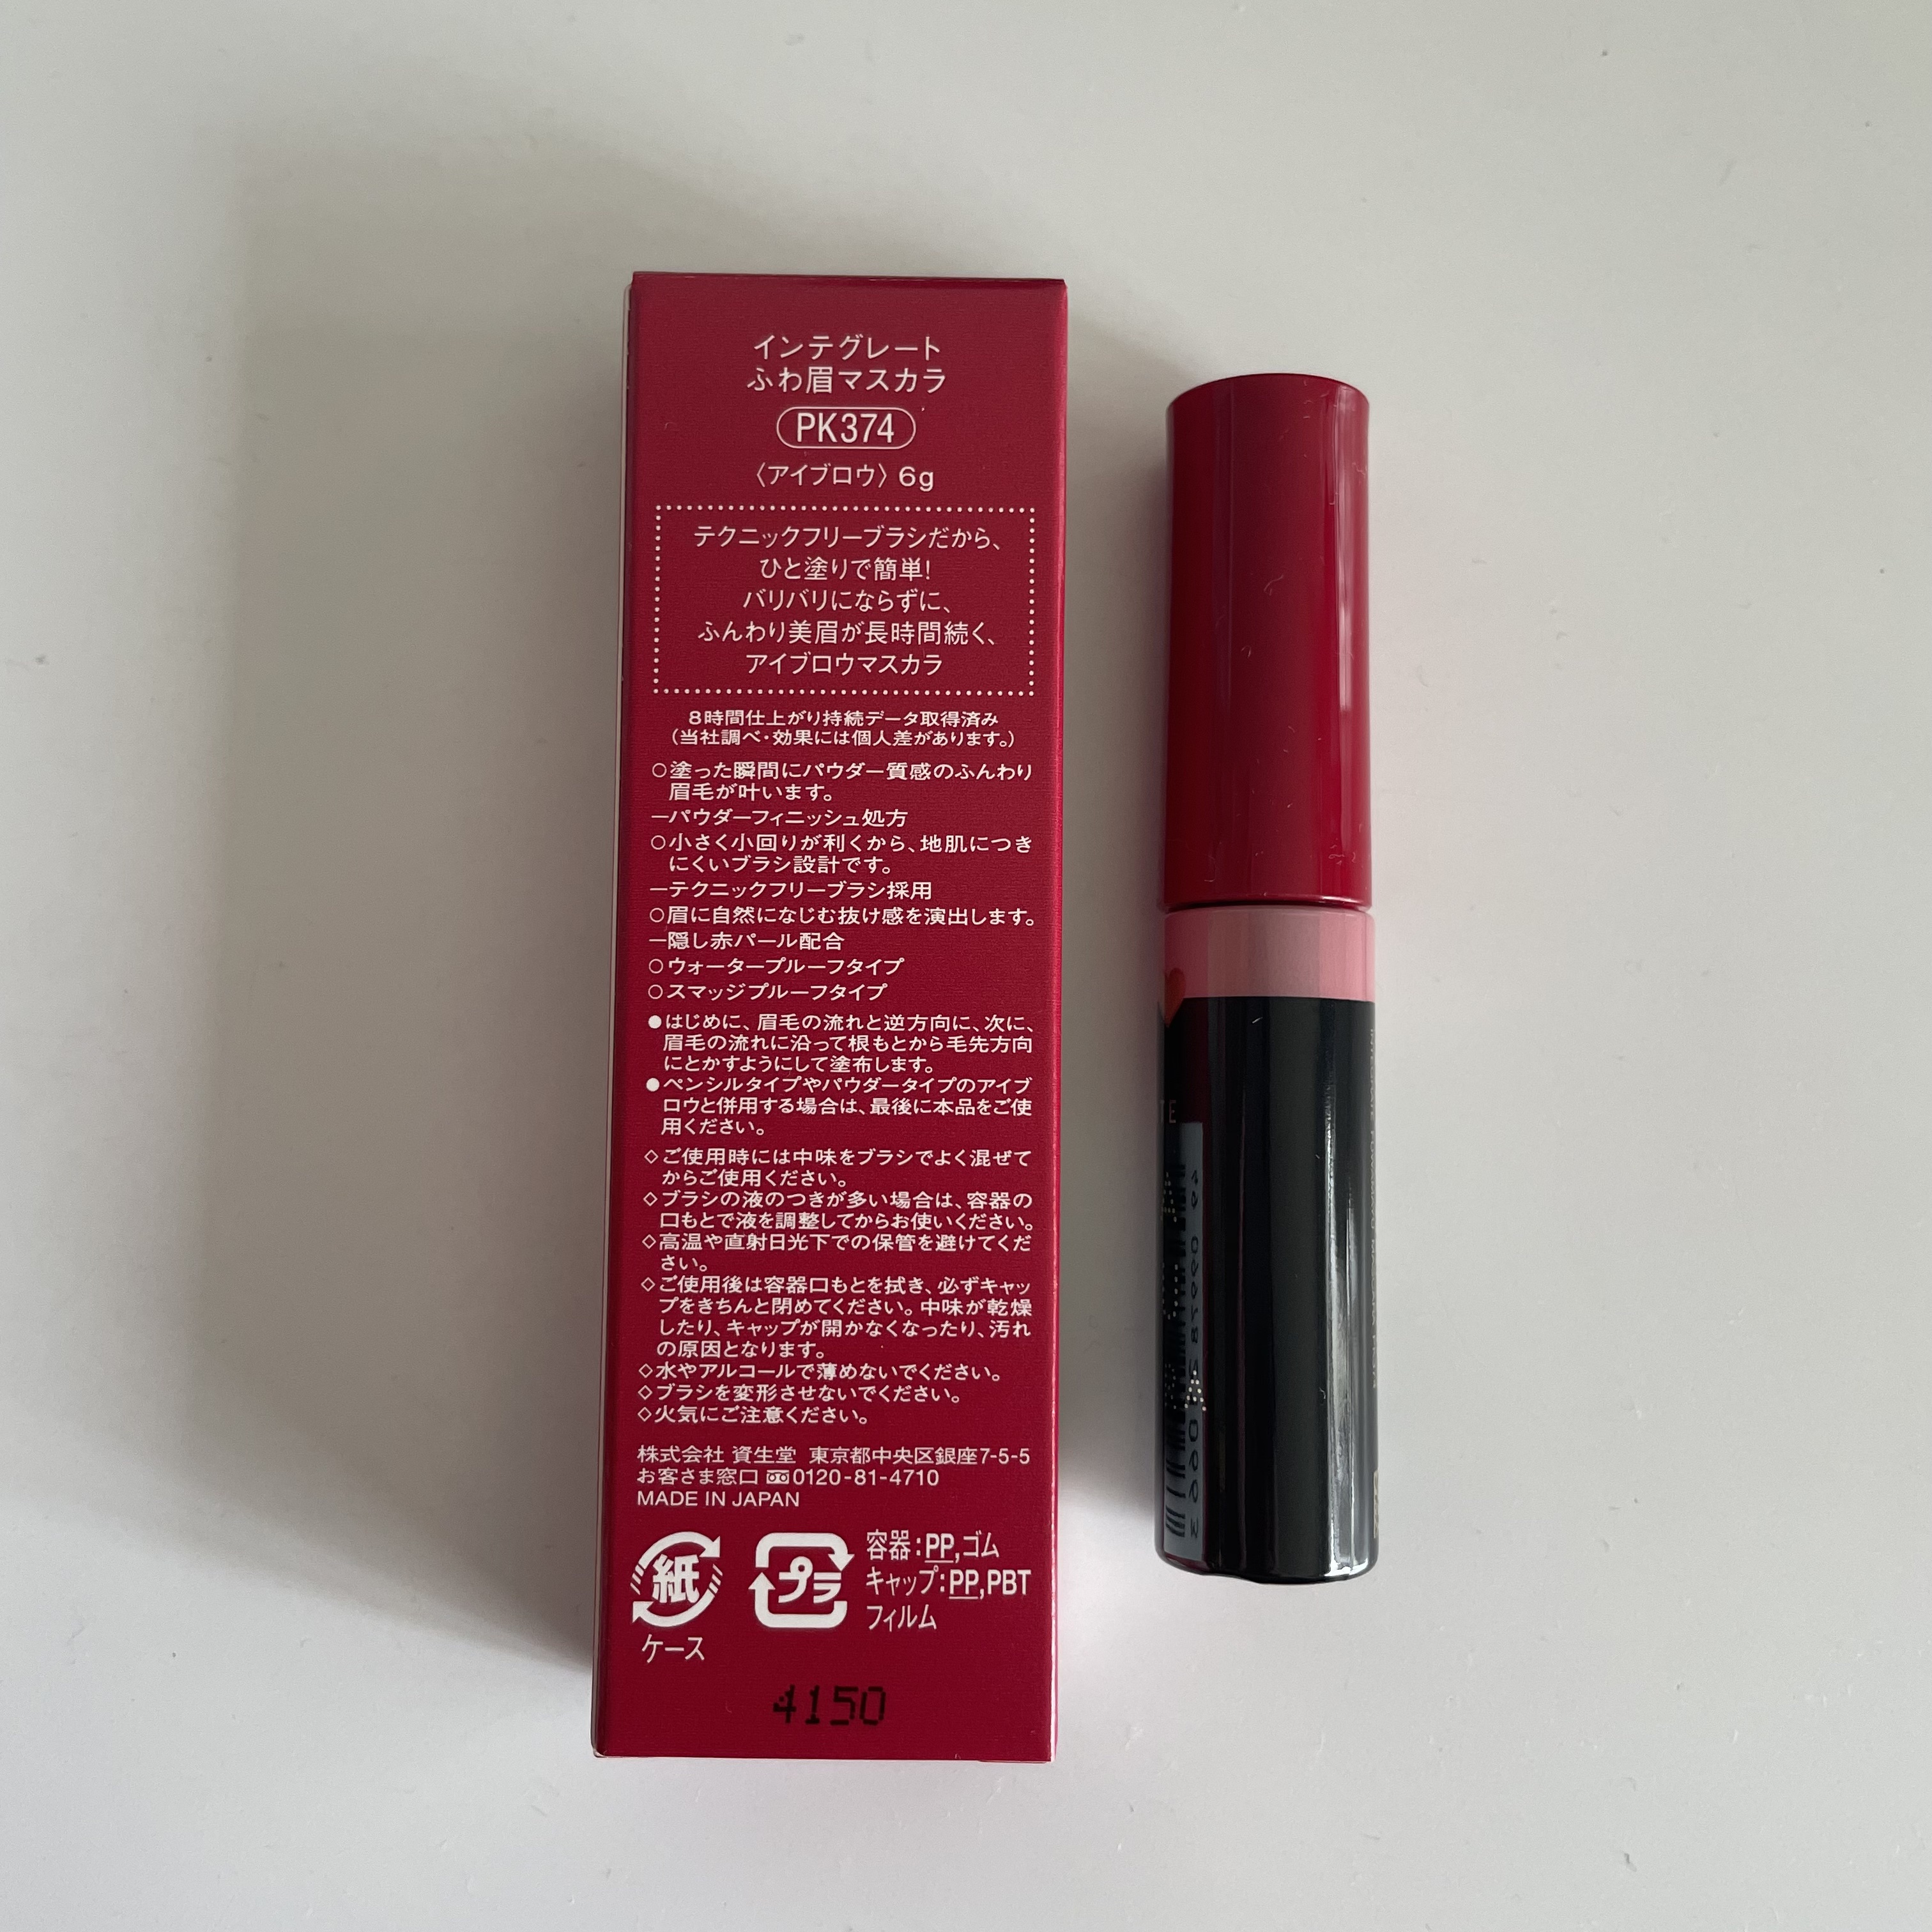 インテグレート
ふわ眉マスカラ
PK374
〈アイブロウ〉6g
テクニックフリーブラシだから、
ひと塗りで簡単!
バリバリにならずに、
ふんわり美眉が長時間続く、
アイブロウマスカラ
8時間仕上がり持続データ取得済み
(当社調べ・効果には個人差があります。)
○塗った瞬間にパウダー質感のふんわり
眉毛が叶います。
ーパウダーフィニッシュ処方
○小さく小回りが利くから、地肌につき
にくいブラシ設計です。
ーテクニックフリーブラシ採用
○眉に自然になじむ抜け感を演出します。
ー隠し赤パール配合
○ウォータープルーフタイプ
○スマッジプルーフタイプ
●はじめに、眉毛の流れと逆方向に、次に、
眉毛の流れに沿って根もとから毛先方向
にとかすようにして塗布します。
●ペンシルタイプやパウダータイプのアイブ
ロウと併用する場合は、最後に本品をご使
用ください。
◇ご使用時には中味をブラシでよく混ぜて
からご使用ください。
◇ブラシの液のつきが多い場合は、容器の
口もとで液を調整してからお使いください。
◇高温や直射日光下での保管を避けてくだ
さい。
◇ご使用後は容器口もとを拭き、必ずキャッ
プをきちんと閉めてください。中味が乾燥
したり、キャップが開かなくなったり、汚れ
の原因となります。
◇水やアルコールで薄めないでください。
◇ブラシを変形させないでください。
◇火気にご注意ください。
株式会社 資生堂 東京都中央区銀座7-5-5
お客さま窓口 0120-81-4710
MADE IN JAPAN
紙
ケース
プラ
容器:PP,ゴム
キャップ:PP,PBT
フィルム
4150
TE